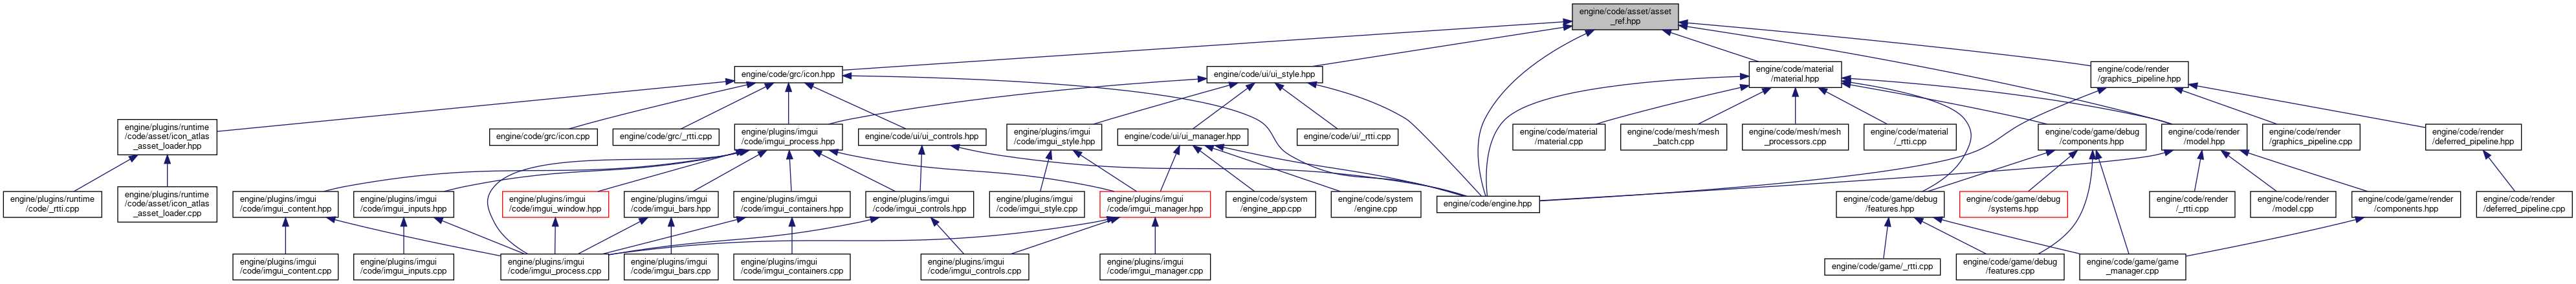 engine/code/asset/asset
_ref.hpp
engine/code/grc/icon.hpp
engine/code/ui/ui_style.hpp
engine/code/material
/material.hpp
engine/code/render
/graphics_pipeline.hpp
engine/plugins/runtime
/code/asset/icon_atlas
_asset_loader.hpp
engine/code/grc/icon.cpp
engine/code/grc/_rtti.cpp
engine/plugins/imgui
/code/imgui_process.hpp
engine/code/ui/ui_controls.hpp
engine/plugins/imgui
/code/imgui_style.hpp
engine/code/ui/ui_manager.hpp
engine/code/ui/_rtti.cpp
engine/code/material
/material.cpp
engine/code/mesh/mesh
_batch.cpp
engine/code/mesh/mesh
_processors.cpp
engine/code/material
/_rtti.cpp
engine/code/game/debug
/components.hpp
engine/code/render
/model.hpp
engine/code/render
/graphics_pipeline.cpp
engine/code/render
/deferred_pipeline.hpp
engine/plugins/runtime
/code/_rtti.cpp
engine/plugins/runtime
/code/asset/icon_atlas
_asset_loader.cpp
engine/plugins/imgui
/code/imgui_content.hpp
engine/plugins/imgui
/code/imgui_inputs.hpp
engine/plugins/imgui
/code/imgui_window.hpp
engine/plugins/imgui
/code/imgui_bars.hpp
engine/plugins/imgui
/code/imgui_containers.hpp
engine/plugins/imgui
/code/imgui_controls.hpp
engine/plugins/imgui
/code/imgui_style.cpp
engine/plugins/imgui
/code/imgui_manager.hpp
engine/code/system
/engine_app.cpp
engine/code/system
/engine.cpp
engine/code/engine.hpp
engine/code/game/debug
/features.hpp
engine/code/game/debug
/systems.hpp
engine/code/render
/_rtti.cpp
engine/code/render
/model.cpp
engine/code/game/render
/components.hpp
engine/code/render
/deferred_pipeline.cpp
engine/plugins/imgui
/code/imgui_content.cpp
engine/plugins/imgui
/code/imgui_inputs.cpp
engine/plugins/imgui
/code/imgui_process.cpp
engine/plugins/imgui
/code/imgui_bars.cpp
engine/plugins/imgui
/code/imgui_containers.cpp
engine/plugins/imgui
/code/imgui_controls.cpp
engine/plugins/imgui
/code/imgui_manager.cpp
engine/code/game/_rtti.cpp
engine/code/game/debug
/features.cpp
engine/code/game/game
_manager.cpp